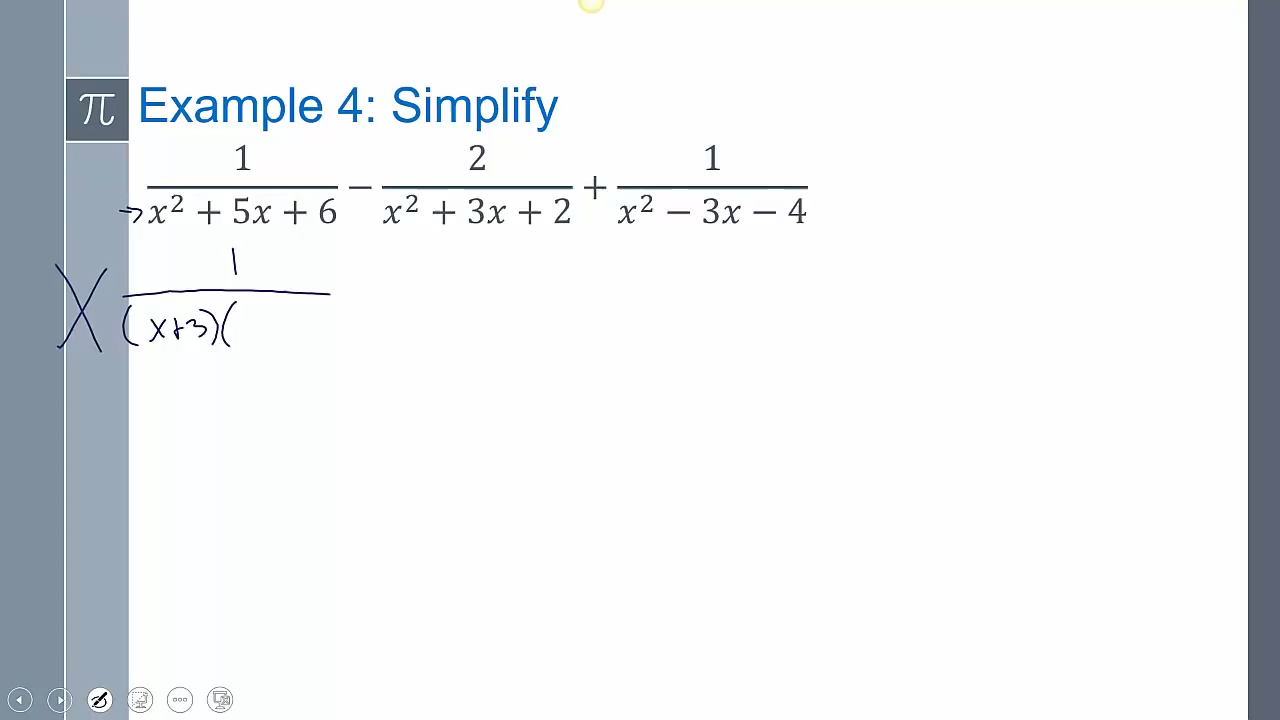 π Example 4: Simplify
1/(x² + 5x + 6) − 2/(x² + 3x + 2) + 1/(x² − 3x − 4)
→
X 1/(x+3)(